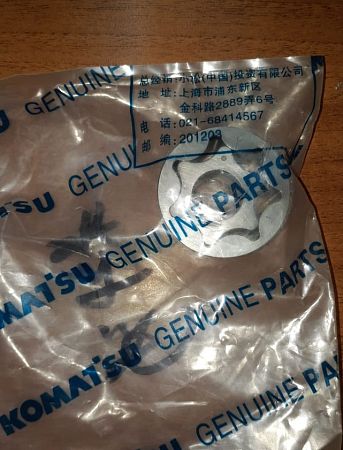 总经销:小松(中国)投资有限公司
地 址:上海市浦东新区
金科路2889弄6号
电 话:021-68414567
邮 编:201203
GENUINE PARTS
KOMATSU GENUINE PARTS
KOMATSU GENUINE PARTS
KOMATSU GENUINE PARTS